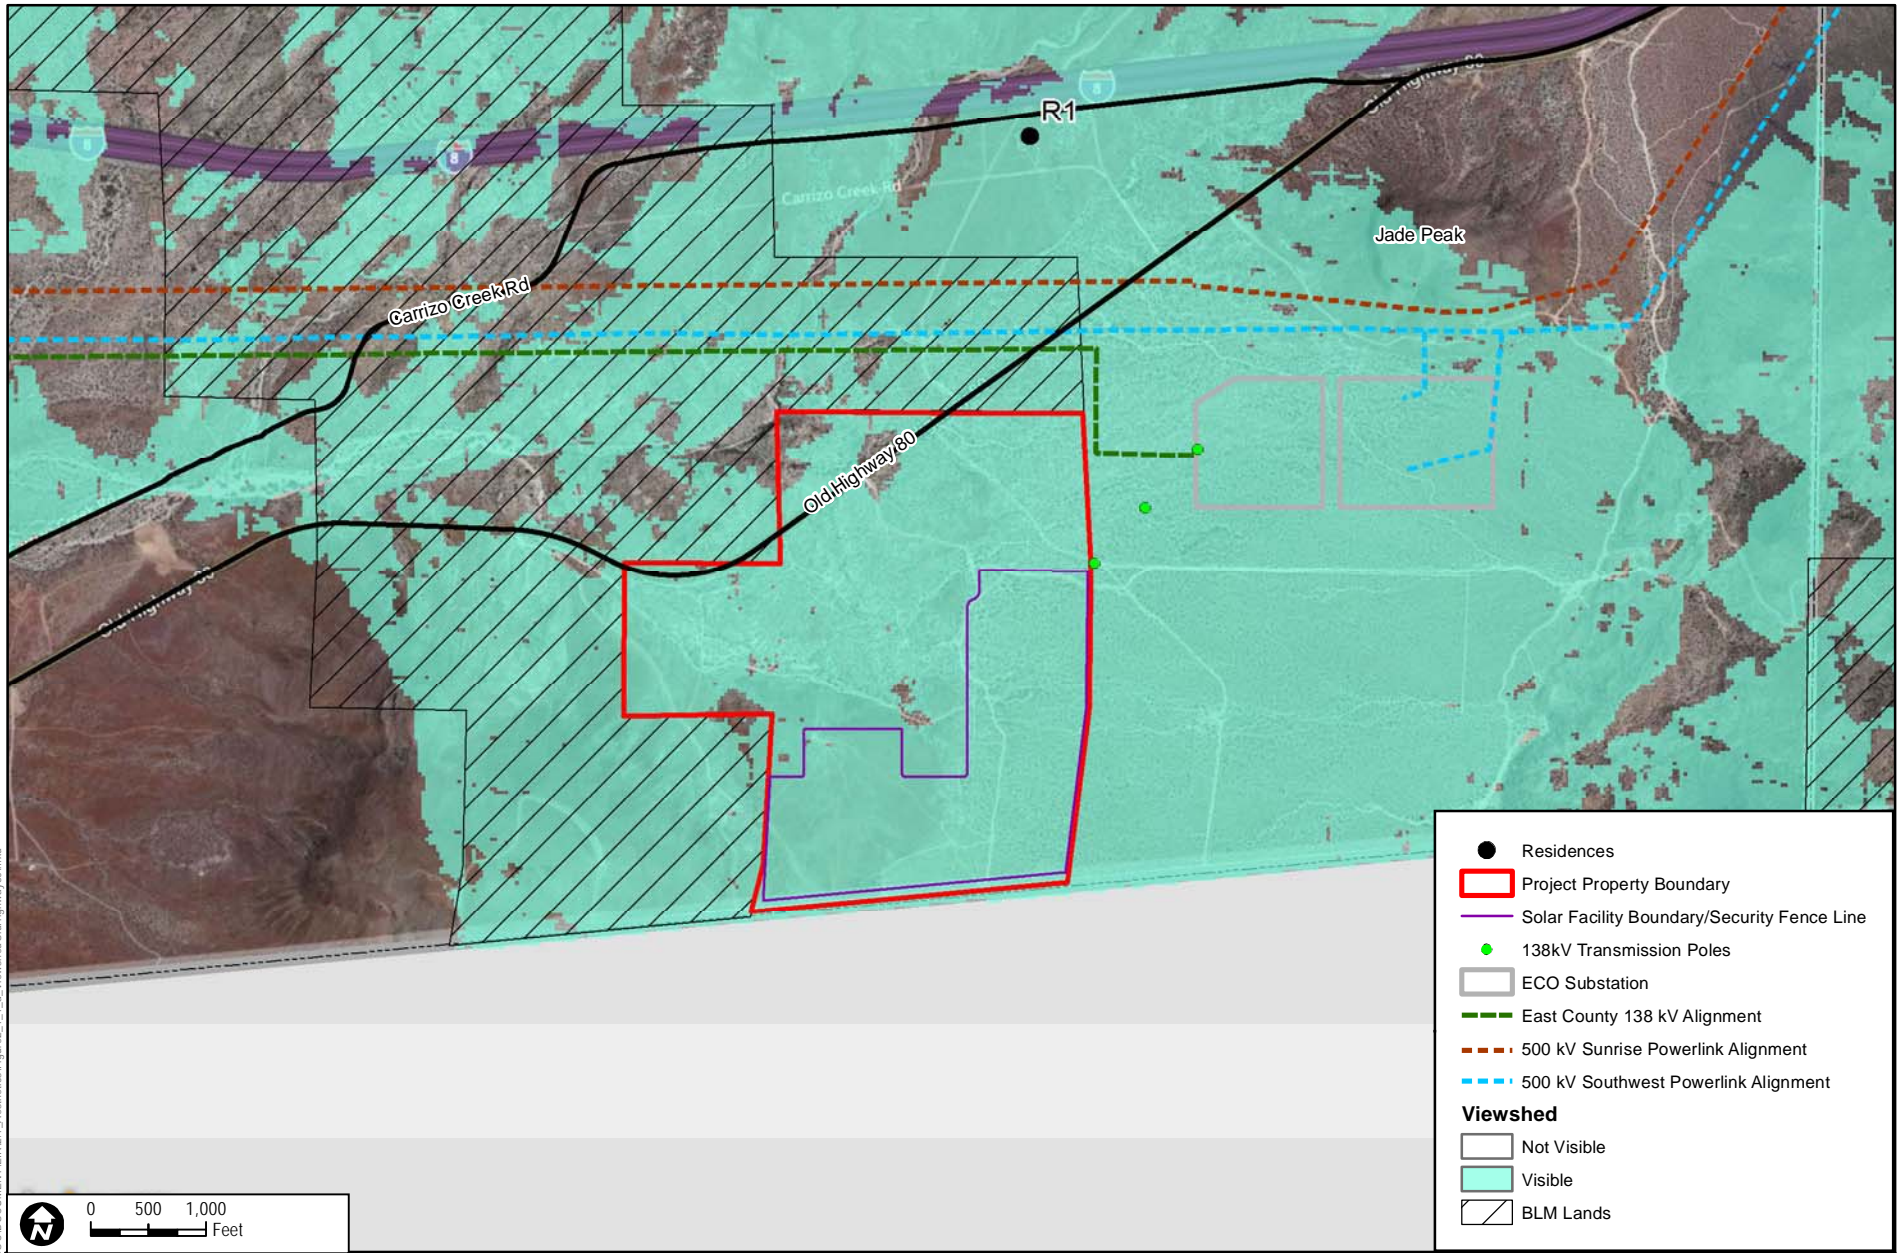 Old Highway 80
8
R1
8
8
Carrizo Creek Rd
Jade Peak
Carrizo Creek Rd
Old Highway 80
Old Highway 80
Residences
Project Property Boundary
Solar Facility Boundary/Security Fence Line
138kV Transmission Poles
ECO Substation
East County 138 kV Alignment
500 kV Sunrise Powerlink Alignment
500 kV Southwest Powerlink Alignment
Viewshed
Not Visible
Visible
BLM Lands
N
0 500 1,000
Feet